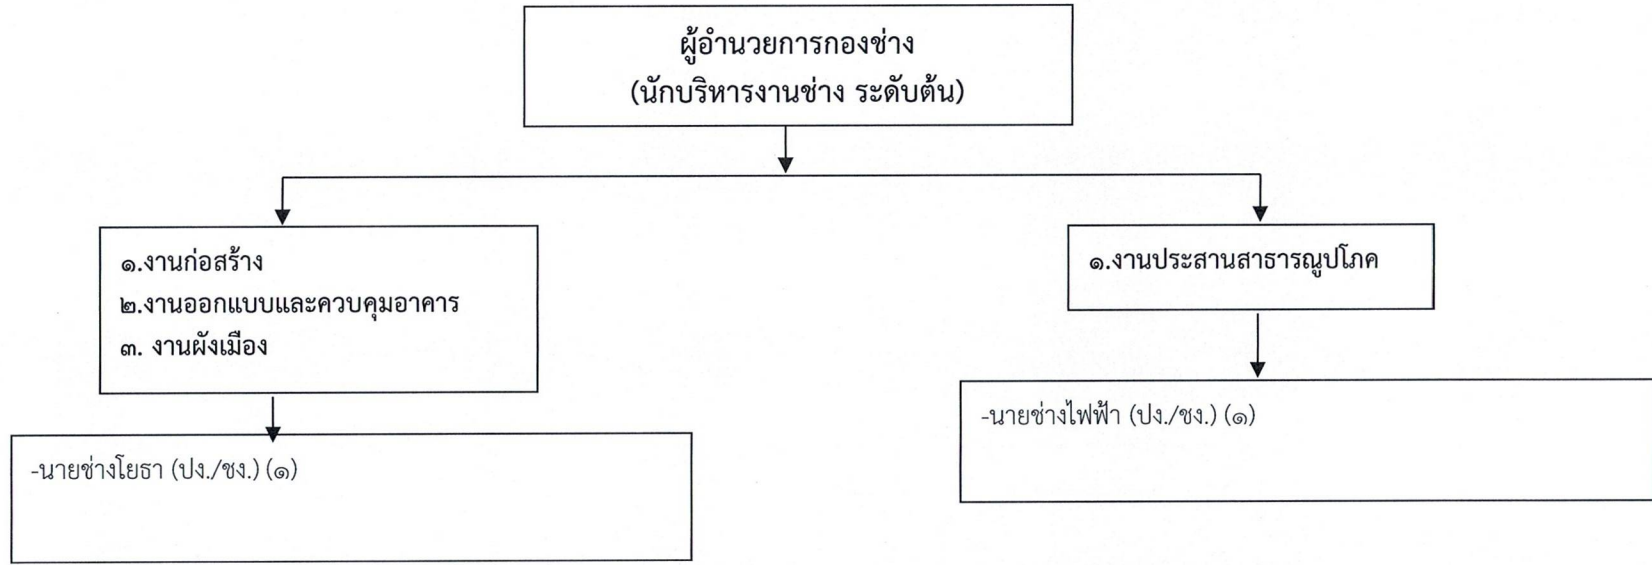 ผู้อำนวยการกองช่าง
(นักบริหารงานช่าง ระดับต้น)
๑.งานก่อสร้าง
๒.งานออกแบบและควบคุมอาคาร
๓. งานผังเมือง
-นายช่างโยธา (ปง./ชง.) (๑)
๑.งานประสานสาธารณูปโภค
-นายช่างไฟฟ้า (ปง./ชง.) (๑)